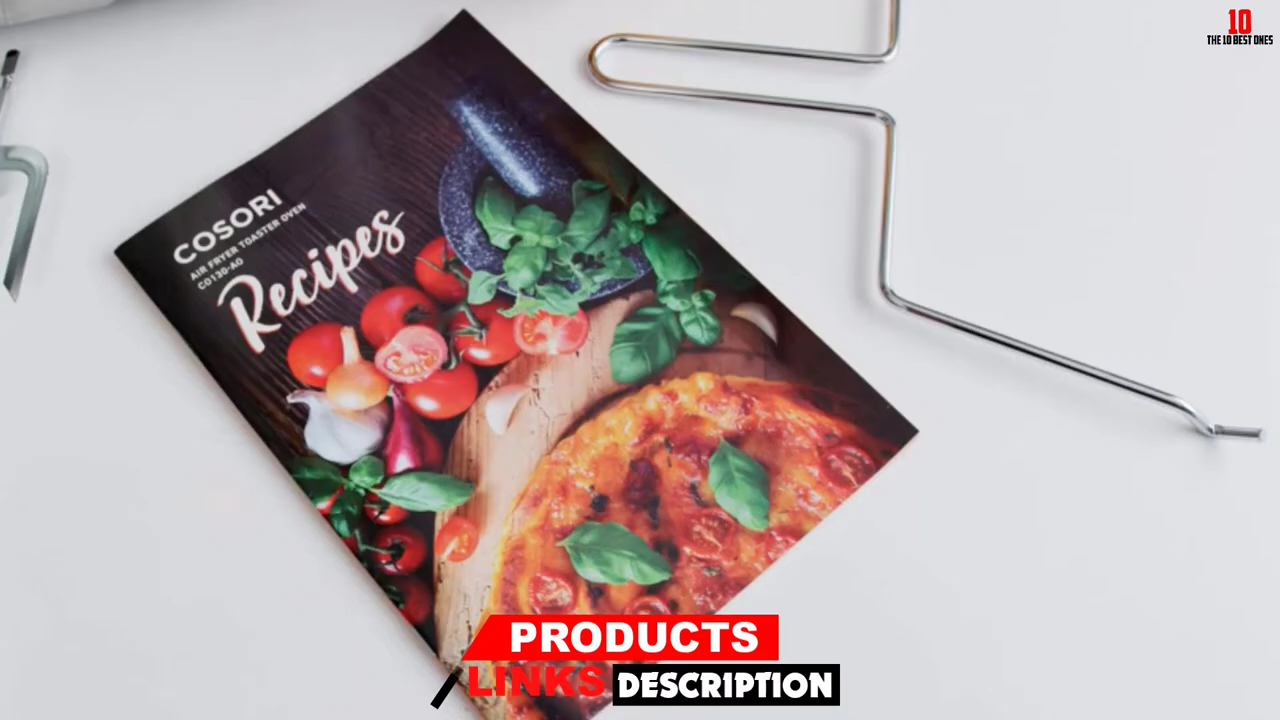 10
THE 10 BEST ONES
COSORI
AIR FRYER TOASTER OVEN
CO130-AO
Recipes
PRODUCTS
LINKS DESCRIPTION